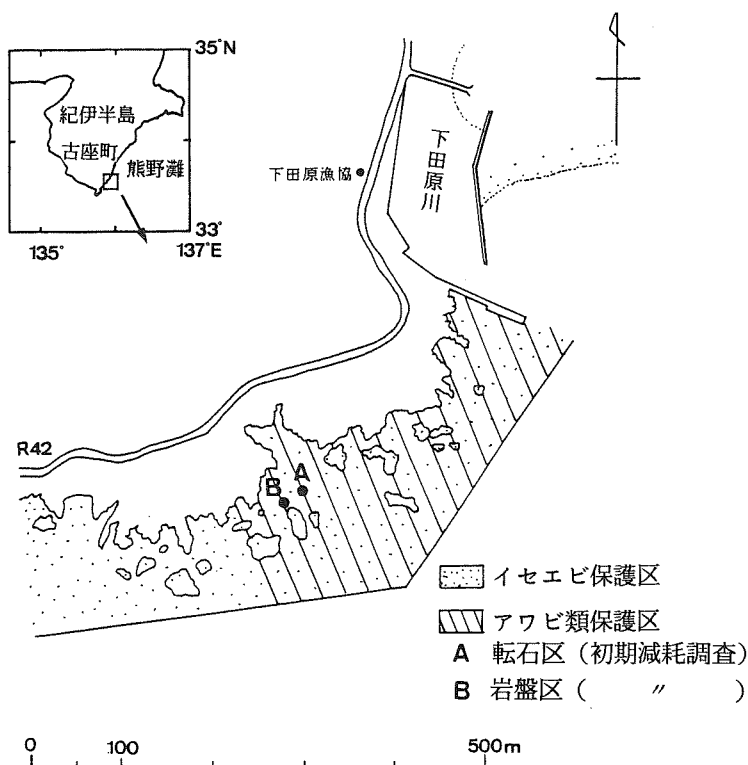 35°N
紀伊半島
古座町
熊野灘
33°
135°
137°E
下田原漁協
下田原川
R42
A
B
イセエビ保護区
アワビ類保護区
A 転石区(初期減耗調査)
B 岩盤区( 〃 )
0 100 500m